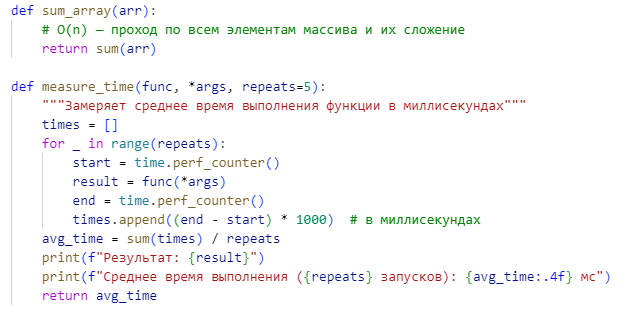 def sum_array(arr):
    # O(n) — проход по всем элементам массива и их сложение
    return sum(arr)

def measure_time(func, *args, repeats=5):
    """Замеряет среднее время выполнения функции в миллисекундах"""
    times = []
    for _ in range(repeats):
        start = time.perf_counter()
        result = func(*args)
        end = time.perf_counter()
        times.append((end - start) * 1000)  # в миллисекундах
    avg_time = sum(times) / repeats
    print(f"Результат: {result}")
    print(f"Среднее время выполнения ({repeats} запусков): {avg_time:.4f} мс")
    return avg_time